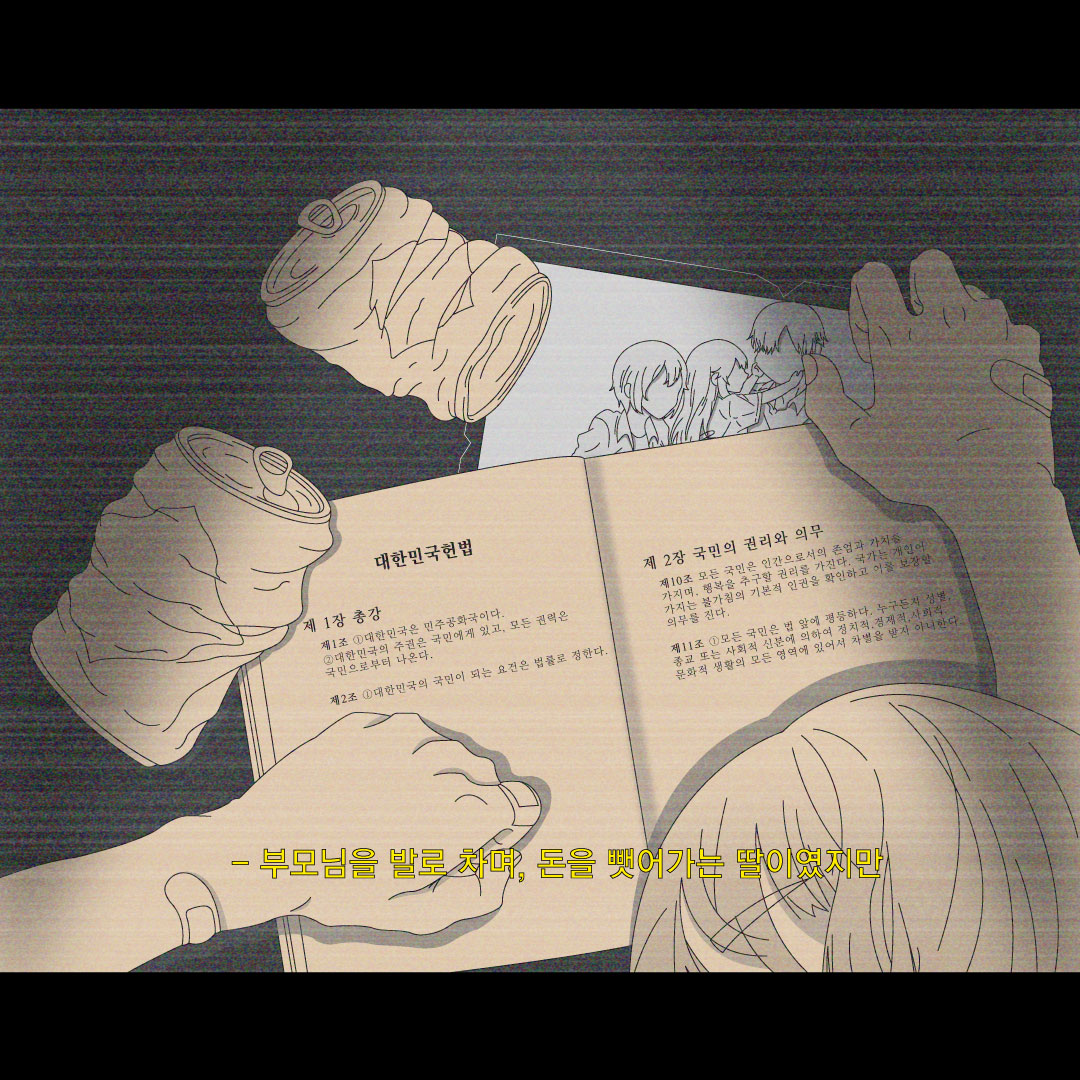 대한민국헌법
제 1장 총강
제1조 ①대한민국은 민주공화국이다.
②대한민국의 주권은 국민에게 있고, 모든 권력은
국민으로부터 나온다.
제2조 ①대한민국의 국민이 되는 요건은 법률로 정한다.
제 2장 국민의 권리와 의무
제10조 모든 국민은 인간으로서의 존엄과 가치를
가지며, 행복을 추구할 권리를 가진다. 국가는 개인이
가지는 불가침의 기본적 인권을 확인하고 이를 보장할
의무를 진다.
제11조 ①모든 국민은 법 앞에 평등하다. 누구든지 성별,
종교 또는 사회적 신분에 의하여 정치적,경제적,사회적,
문화적 생활의 모든 영역에 있어서 차별을 받지 아니한다.
- 부모님을 발로 차며, 돈을 뺏어가는 딸이였지만